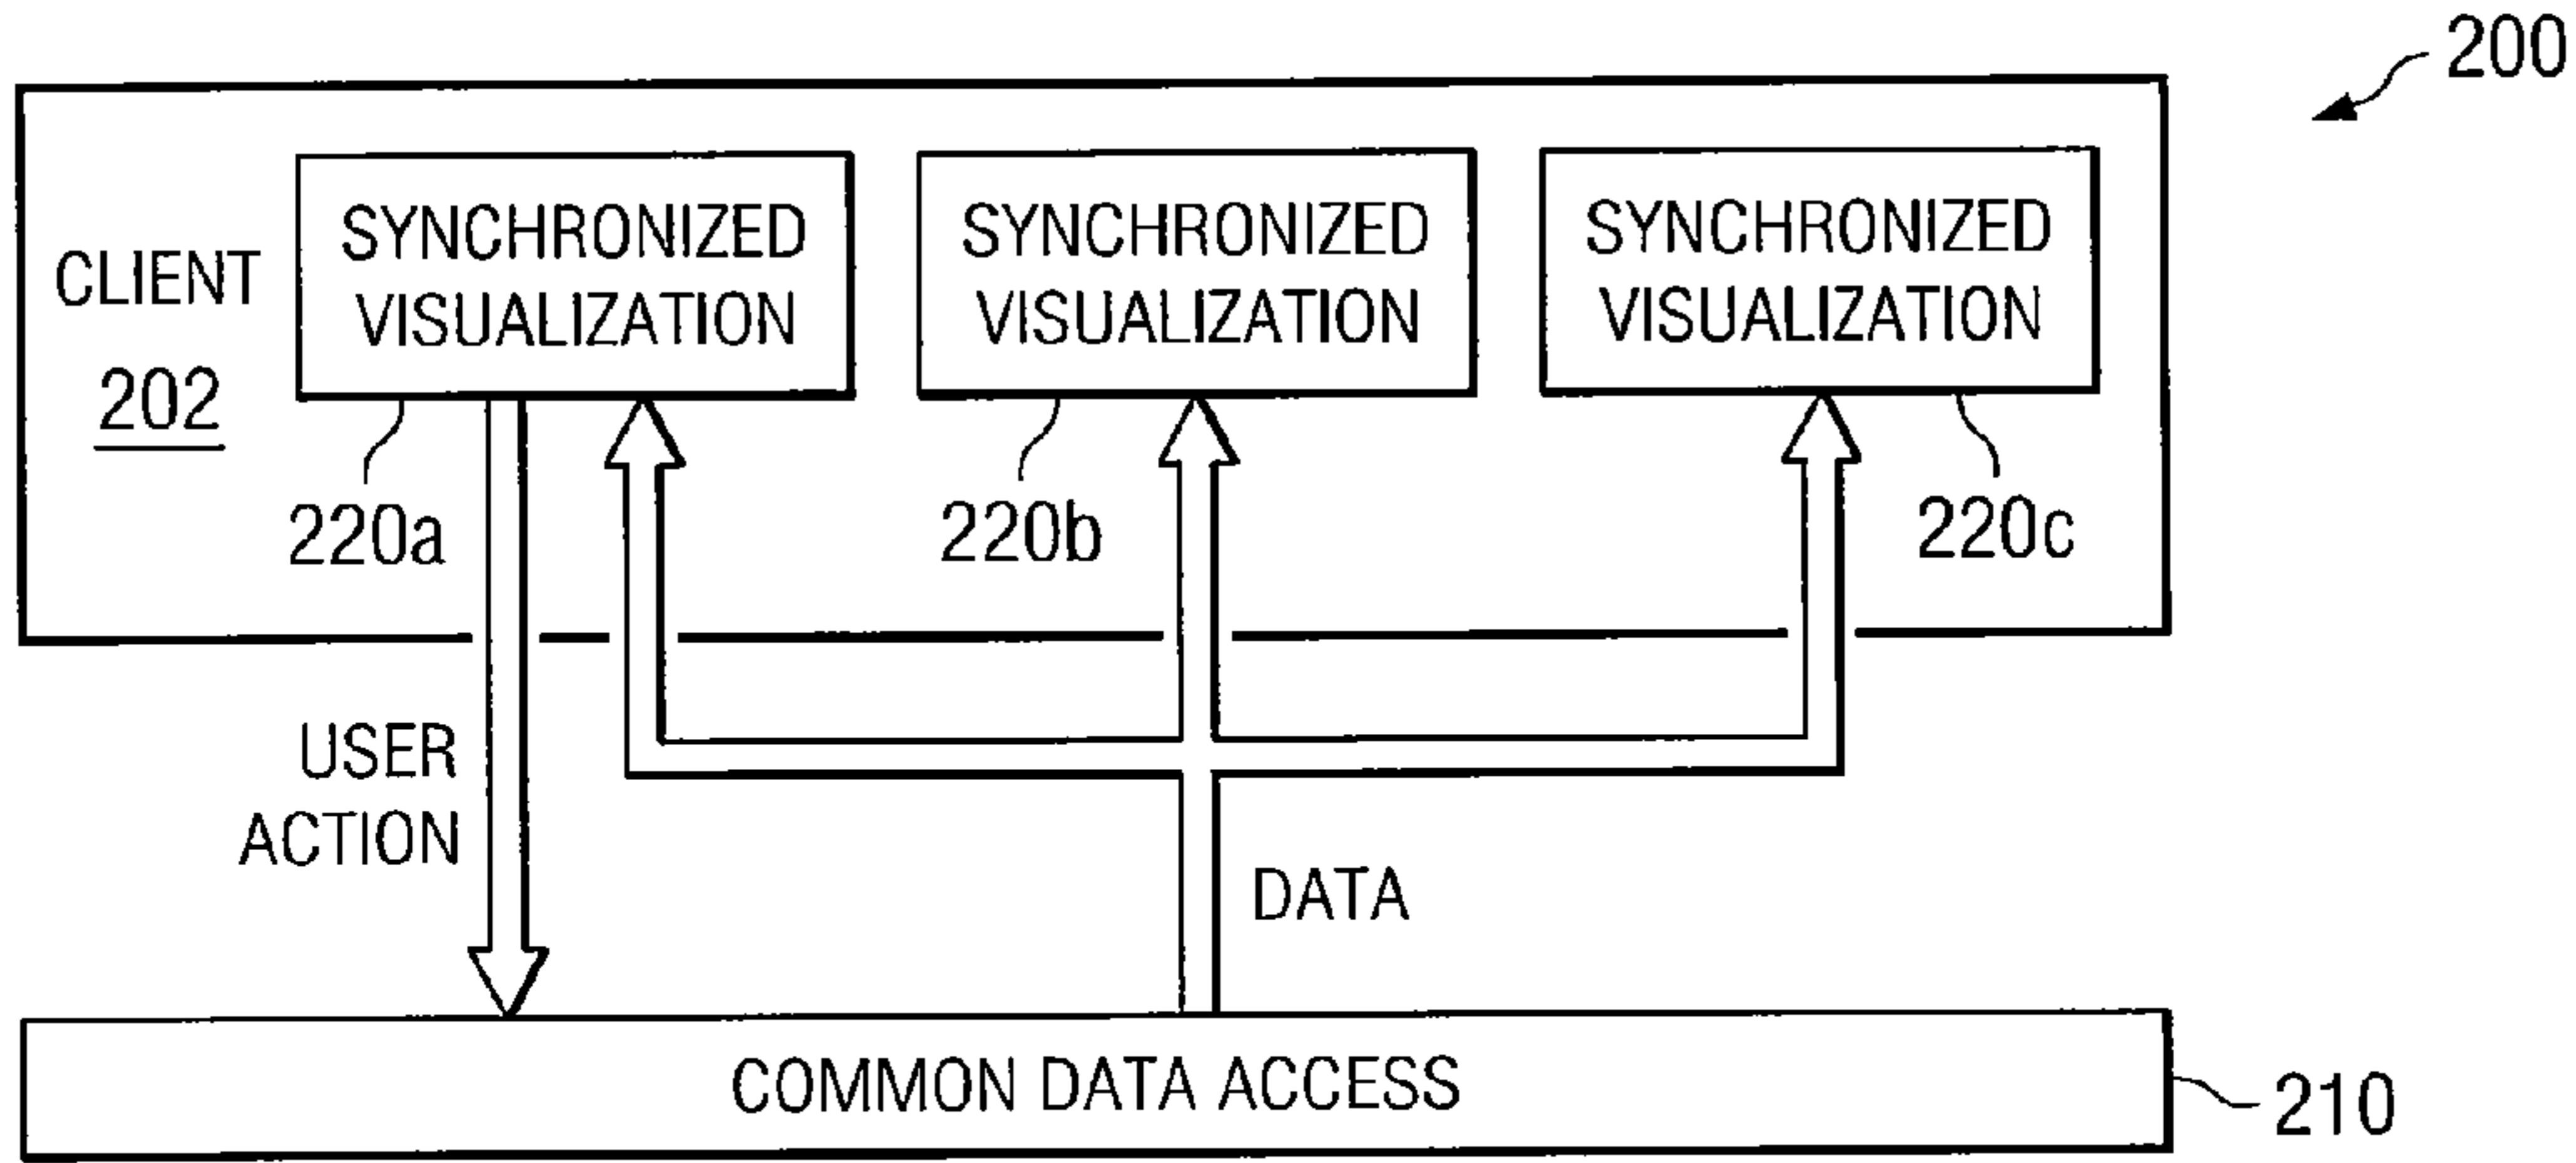 200
CLIENT
202
SYNCHRONIZED
VISUALIZATION
220a
SYNCHRONIZED
VISUALIZATION
220b
SYNCHRONIZED
VISUALIZATION
220c
USER
ACTION
DATA
COMMON DATA ACCESS
210